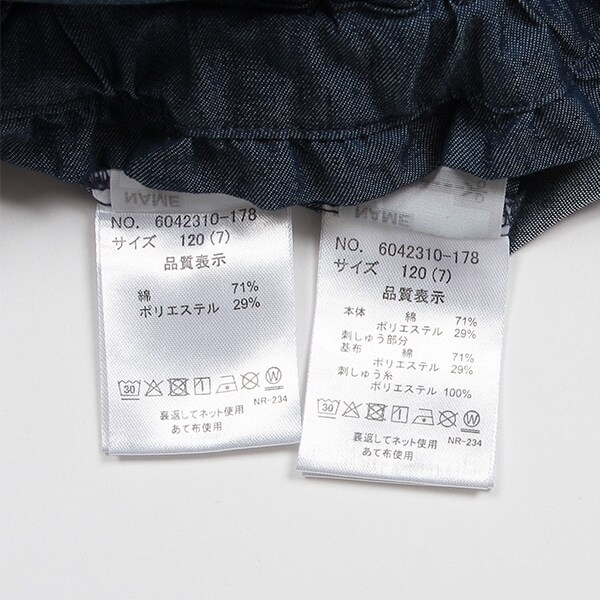 NAME
NO. 6042310-178
サイズ 120(7)
品質表示
綿 71%
ポリエステル 29%
30
裏返してネット使用
あて布使用
NR-234
NAME
NO. 6042310-178
サイズ 120(7)
品質表示
本体 綿 71%
ポリエステル 29%
刺しゅう部分
基布 綿 71%
ポリエステル 29%
刺しゅう糸
ポリエステル 100%
30
裏返してネット使用
あて布使用
NR-234